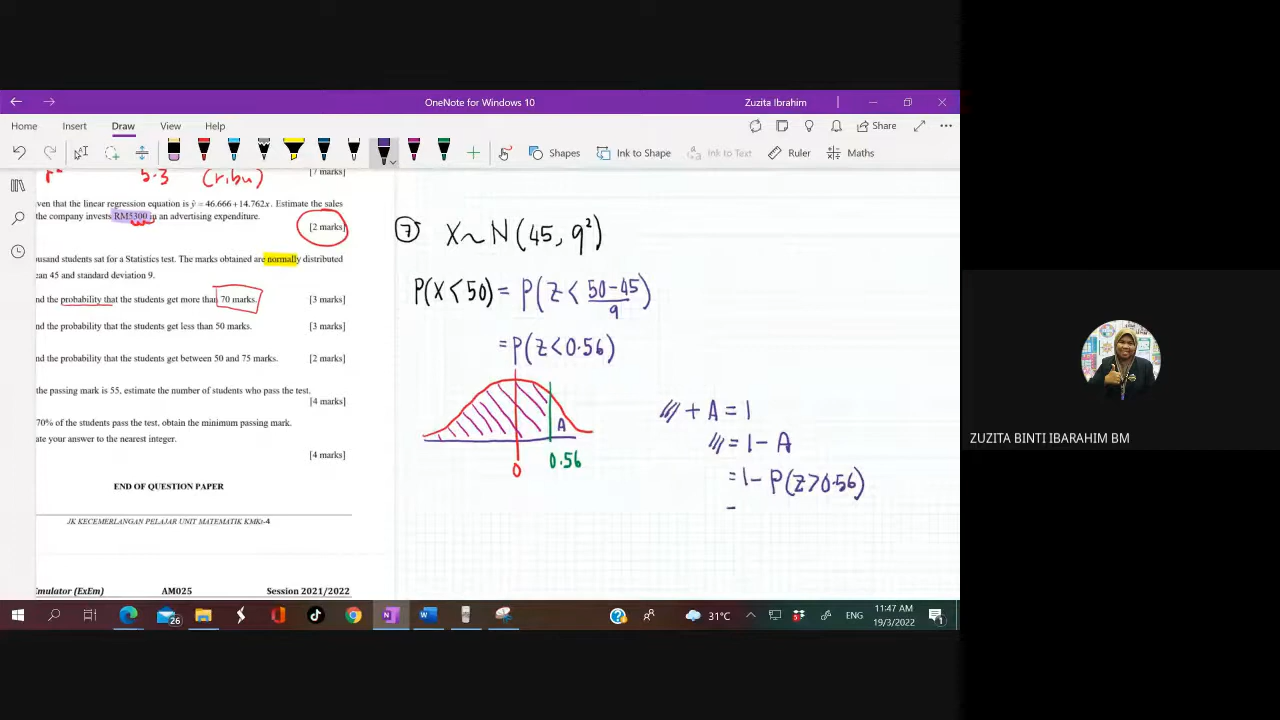 OneNote for Windows 10
Zuzita Ibrahim
Home Insert Draw View Help
Share
Shapes Ink to Shape Ink to Text Ruler Maths
5.3 (ribu)
[7 marks]
ven that the linear regression equation is ŷ = 46.666 + 14.762x. Estimate the sales
the company invests RM5300 in an advertising expenditure.
[2 marks]
ousand students sat for a Statistics test. The marks obtained are normally distributed
ean 45 and standard deviation 9.
nd the probability that the students get more than 70 marks. [3 marks]
nd the probability that the students get less than 50 marks. [3 marks]
nd the probability that the students get between 50 and 75 marks. [2 marks]
the passing mark is 55, estimate the number of students who pass the test.
[4 marks]
70% of the students pass the test, obtain the minimum passing mark.
ate your answer to the nearest integer.
[4 marks]
END OF QUESTION PAPER
JK KECEMERLANGAN PELAJAR UNIT MATEMATIK KMKt-4
Emulator (ExEm) AM025 Session 2021/2022
7 X ~ N(45, 9²)
P(X < 50) = P(Z < (50-45)/9)
= P(Z < 0.56)
A
0 0.56
/// + A = 1
/// = 1 - A
= 1 - P(Z > 0.56)
=
ZUZITA BINTI IBARAHIM BM
26
31°C
ENG
11:47 AM
19/3/2022
1